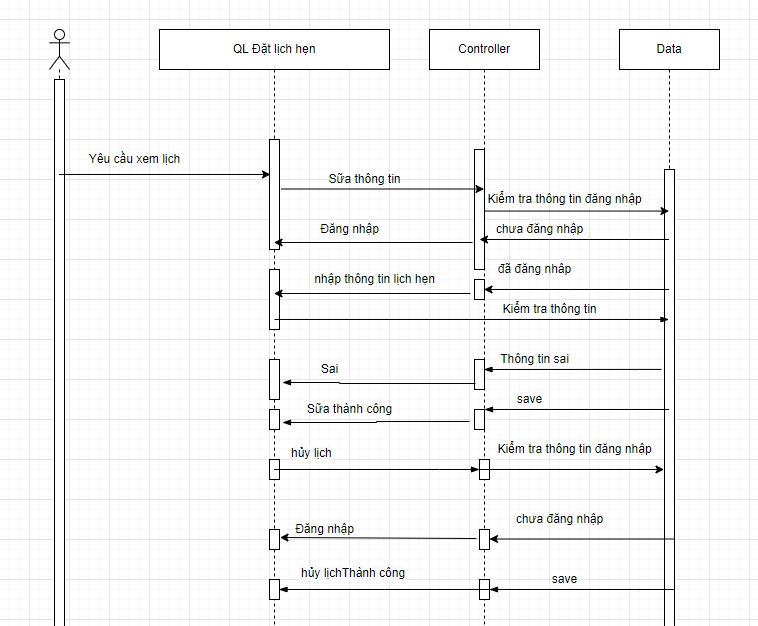 QL Đặt lịch hẹn
Controller
Data
Yêu cầu xem lịch
Sữa thông tin
Kiểm tra thông tin đăng nhập
Đăng nhập
chưa đăng nhập
đã đăng nhâp
nhập thông tin lịch hẹn
Kiểm tra thông tin
Thông tin sai
Sai
save
Sữa thành công
hủy lịch
Kiểm tra thông tin đăng nhập
chưa đăng nhập
Đăng nhập
hủy lịchThành công
save